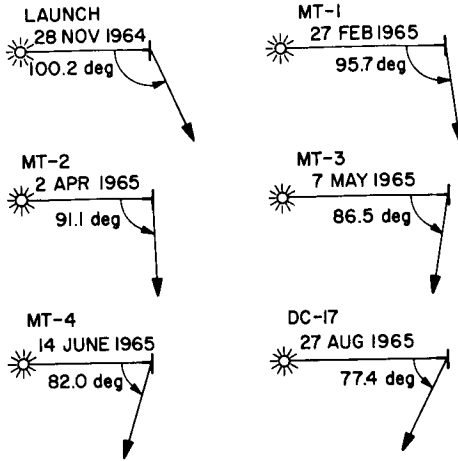 LAUNCH
28 NOV 1964
100.2 deg
MT-1
27 FEB 1965
95.7 deg
MT-2
2 APR 1965
91.1 deg
MT-3
7 MAY 1965
86.5 deg
MT-4
14 JUNE 1965
82.0 deg
DC-17
27 AUG 1965
77.4 deg